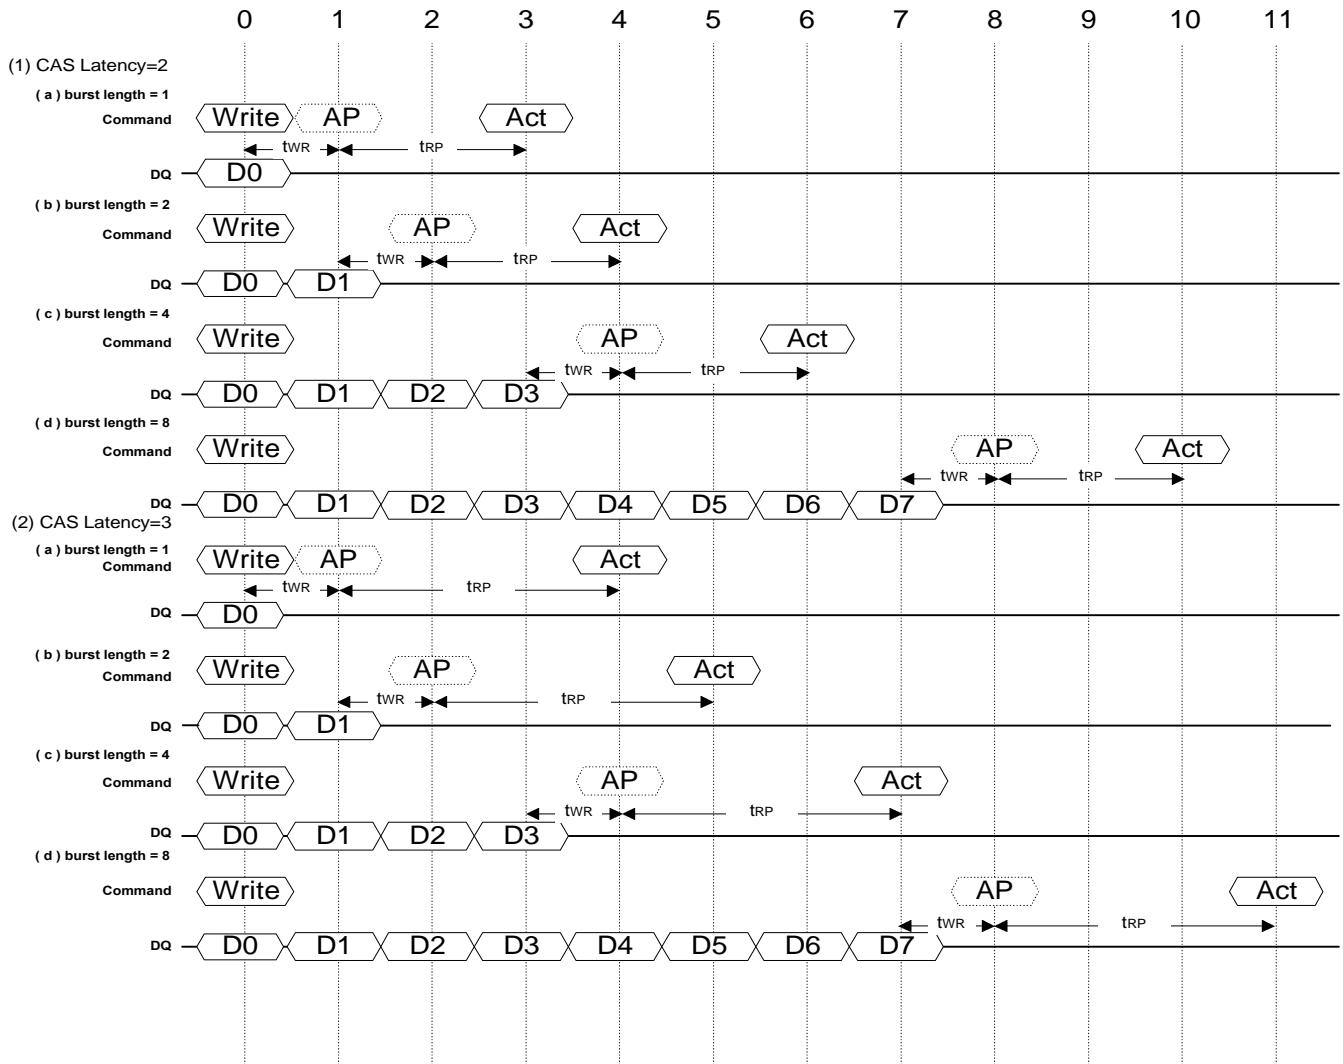 0 1 2 3 4 5 6 7 8 9 10 11
(1) CAS Latency=2
( a ) burst length = 1
Command Write AP Act
tWR tRP
DQ D0
( b ) burst length = 2
Command Write AP Act
tWR tRP
DQ D0 D1
( c ) burst length = 4
Command Write AP Act
tWR tRP
DQ D0 D1 D2 D3
( d ) burst length = 8
Command Write AP Act
tWR tRP
DQ D0 D1 D2 D3 D4 D5 D6 D7
(2) CAS Latency=3
( a ) burst length = 1
Command Write AP Act
tWR tRP
DQ D0
( b ) burst length = 2
Command Write AP Act
tWR tRP
DQ D0 D1
( c ) burst length = 4
Command Write AP Act
tWR tRP
DQ D0 D1 D2 D3
( d ) burst length = 8
Command Write AP Act
tWR tRP
DQ D0 D1 D2 D3 D4 D5 D6 D7